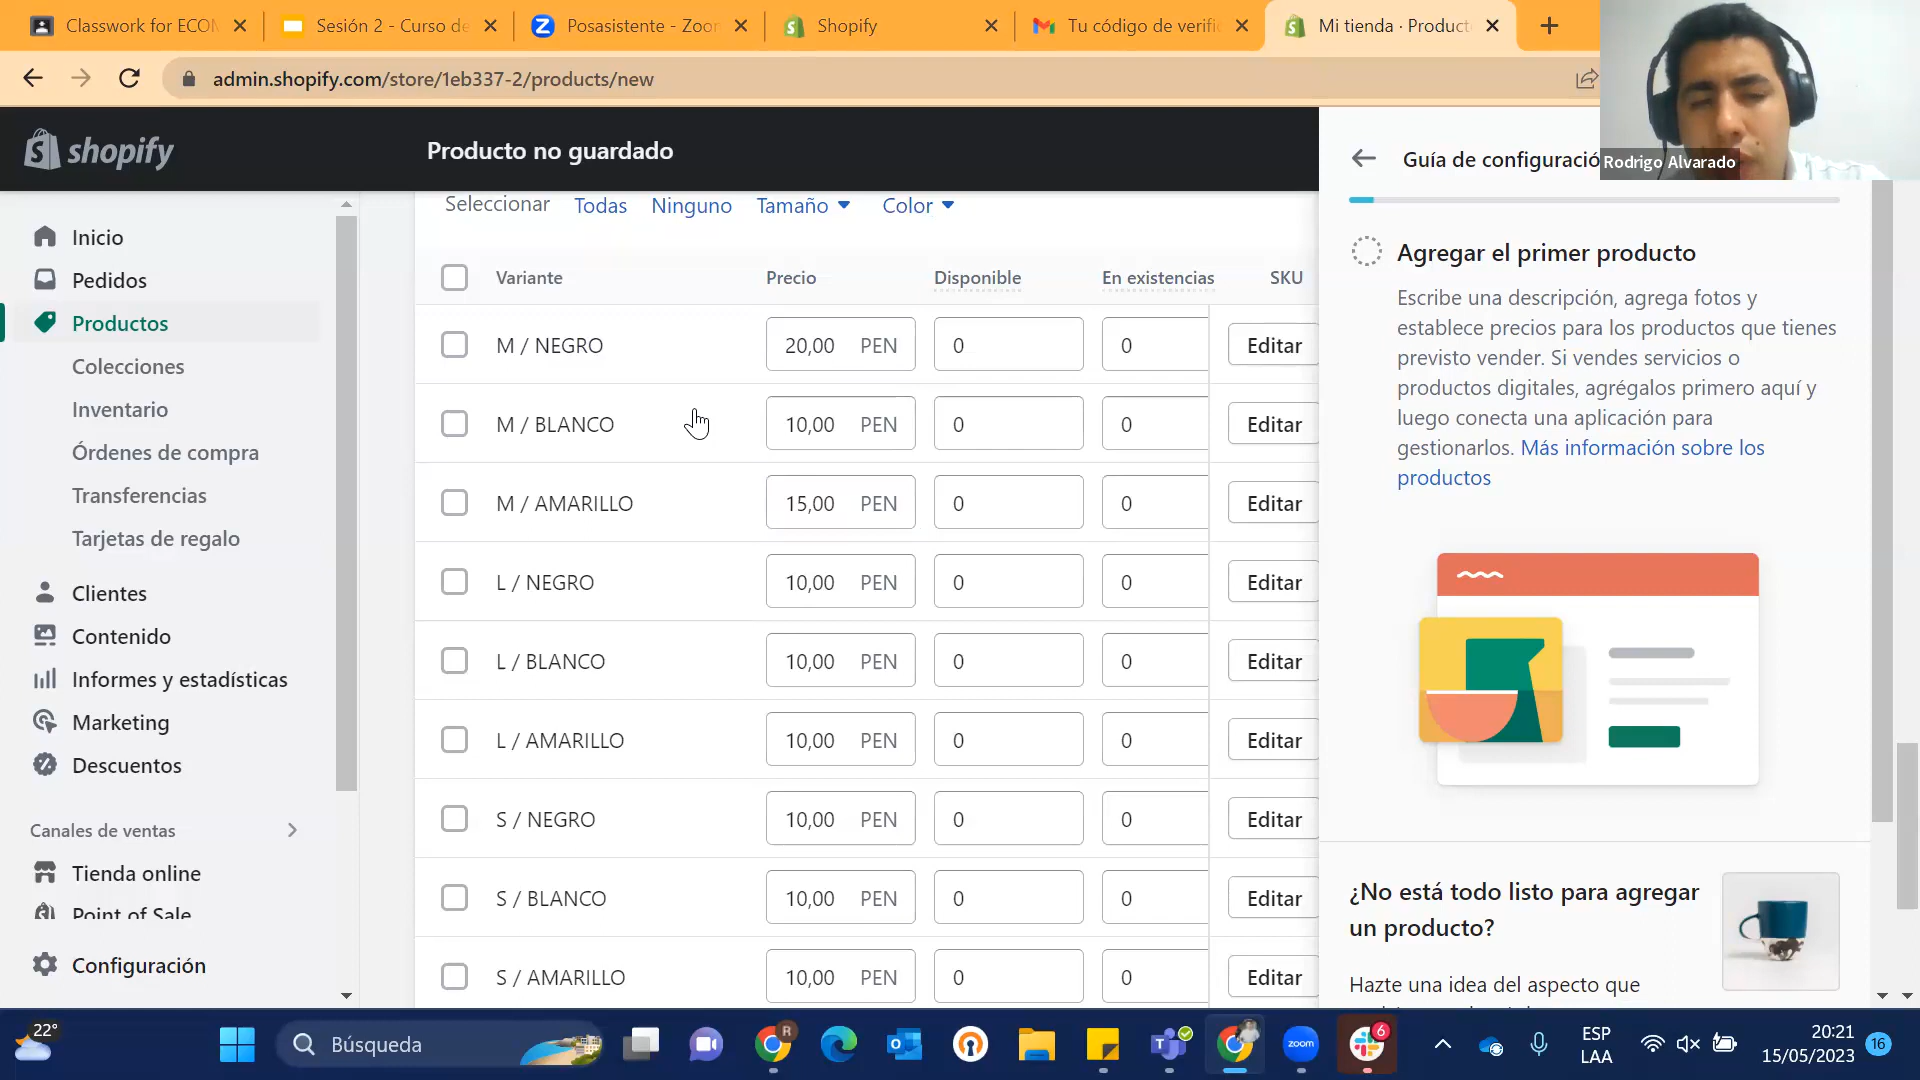 Classwork for ECOM
Sesión 2 - Curso de
Posasistente - Zoom
Shopify
Tu código de verifi
Mi tienda · Product
admin.shopify.com/store/1eb337-2/products/new
shopify
Producto no guardado
Guía de configuració
Rodrigo Alvarado
Inicio
Pedidos
Productos
Colecciones
Inventario
Órdenes de compra
Transferencias
Tarjetas de regalo
Clientes
Contenido
Informes y estadísticas
Marketing
Descuentos
Canales de ventas
Tienda online
Point of Sale
Configuración
Seleccionar Todas Ninguno Tamaño Color
Variante Precio Disponible En existencias SKU
M / NEGRO 20,00 PEN 0 0 Editar
M / BLANCO 10,00 PEN 0 0 Editar
M / AMARILLO 15,00 PEN 0 0 Editar
L / NEGRO 10,00 PEN 0 0 Editar
L / BLANCO 10,00 PEN 0 0 Editar
L / AMARILLO 10,00 PEN 0 0 Editar
S / NEGRO 10,00 PEN 0 0 Editar
S / BLANCO 10,00 PEN 0 0 Editar
S / AMARILLO 10,00 PEN 0 0 Editar
Agregar el primer producto
Escribe una descripción, agrega fotos y
establece precios para los productos que tienes
previsto vender. Si vendes servicios o
productos digitales, agrégalos primero aquí y
luego conecta una aplicación para
gestionarlos. Más información sobre los
productos
¿No está todo listo para agregar
un producto?
Hazte una idea del aspecto que
22°
Búsqueda
R
zoom
6
ESP
LAA
20:21
15/05/2023
16